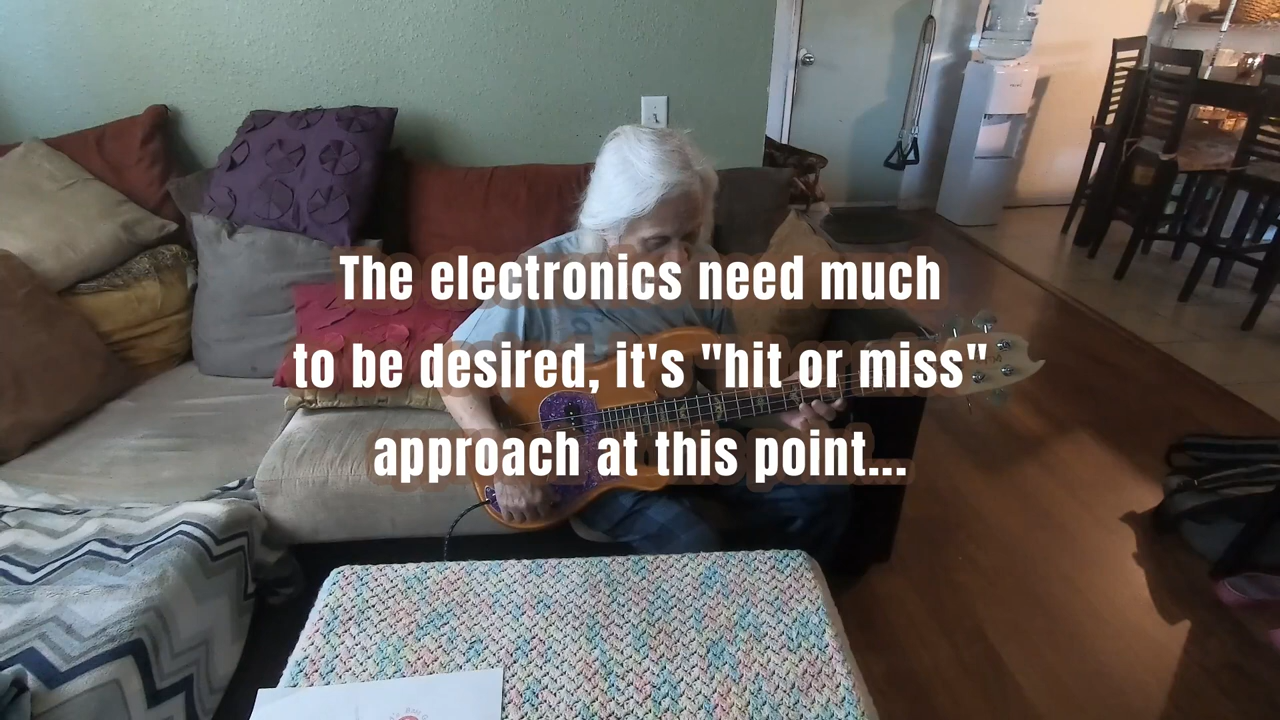 The electronics need much
to be desired, it's "hit or miss"
approach at this point...